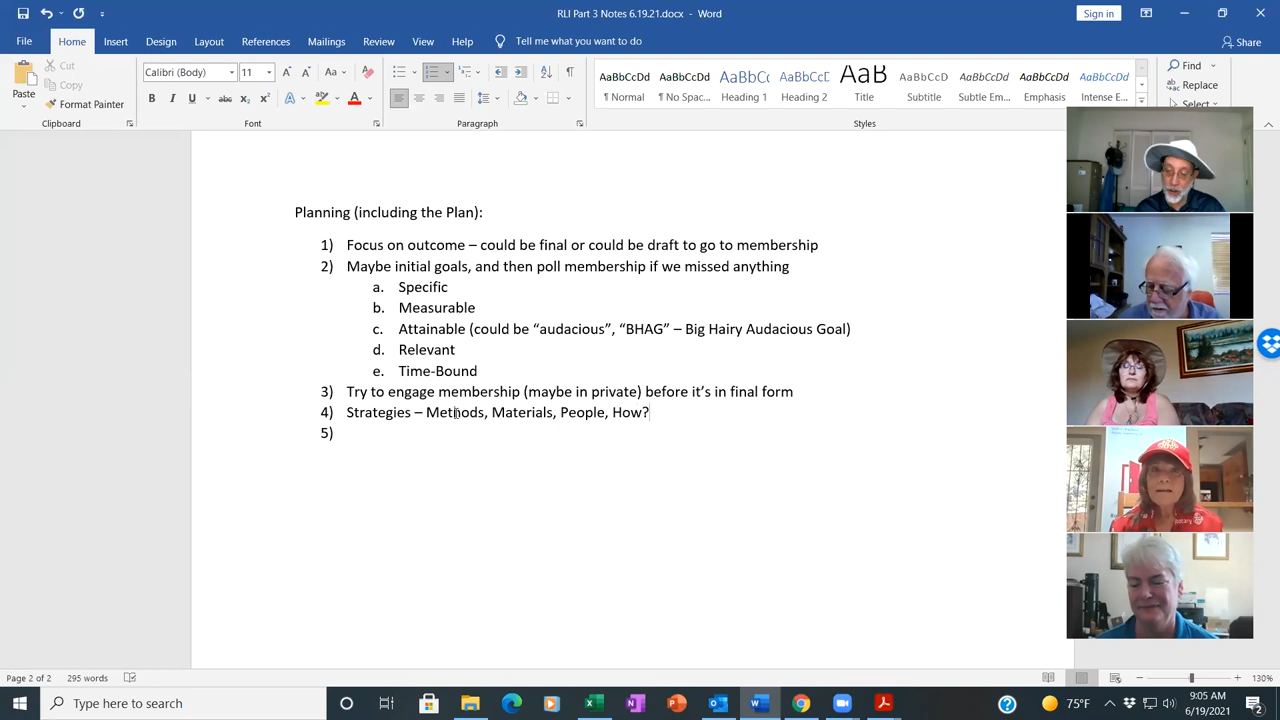 RLI Part 3 Notes 6.19.21.docx - Word
Sign in
File Home Insert Design Layout References Mailings Review View Help Tell me what you want to do Share
Paste Cut Copy Format Painter
Calibri (Body) 11
AaBbCcDd AaBbCcDd AaBbCc AaBbCcD AaB AaBbCcDd AaBbCcDd AaBbCcDd AaBbCcDd
¶ Normal ¶ No Spac... Heading 1 Heading 2 Title Subtitle Subtle Em... Emphasis Intense E...
Find
Replace
Select
Clipboard Font Paragraph Styles
Planning (including the Plan):
1) Focus on outcome – could be final or could be draft to go to membership
2) Maybe initial goals, and then poll membership if we missed anything
a. Specific
b. Measurable
c. Attainable (could be “audacious”, “BHAG” – Big Hairy Audacious Goal)
d. Relevant
e. Time-Bound
3) Try to engage membership (maybe in private) before it’s in final form
4) Strategies – Methods, Materials, People, How?
5)
Page 2 of 2 295 words 130%
Type here to search
75°F
9:05 AM
6/19/2021